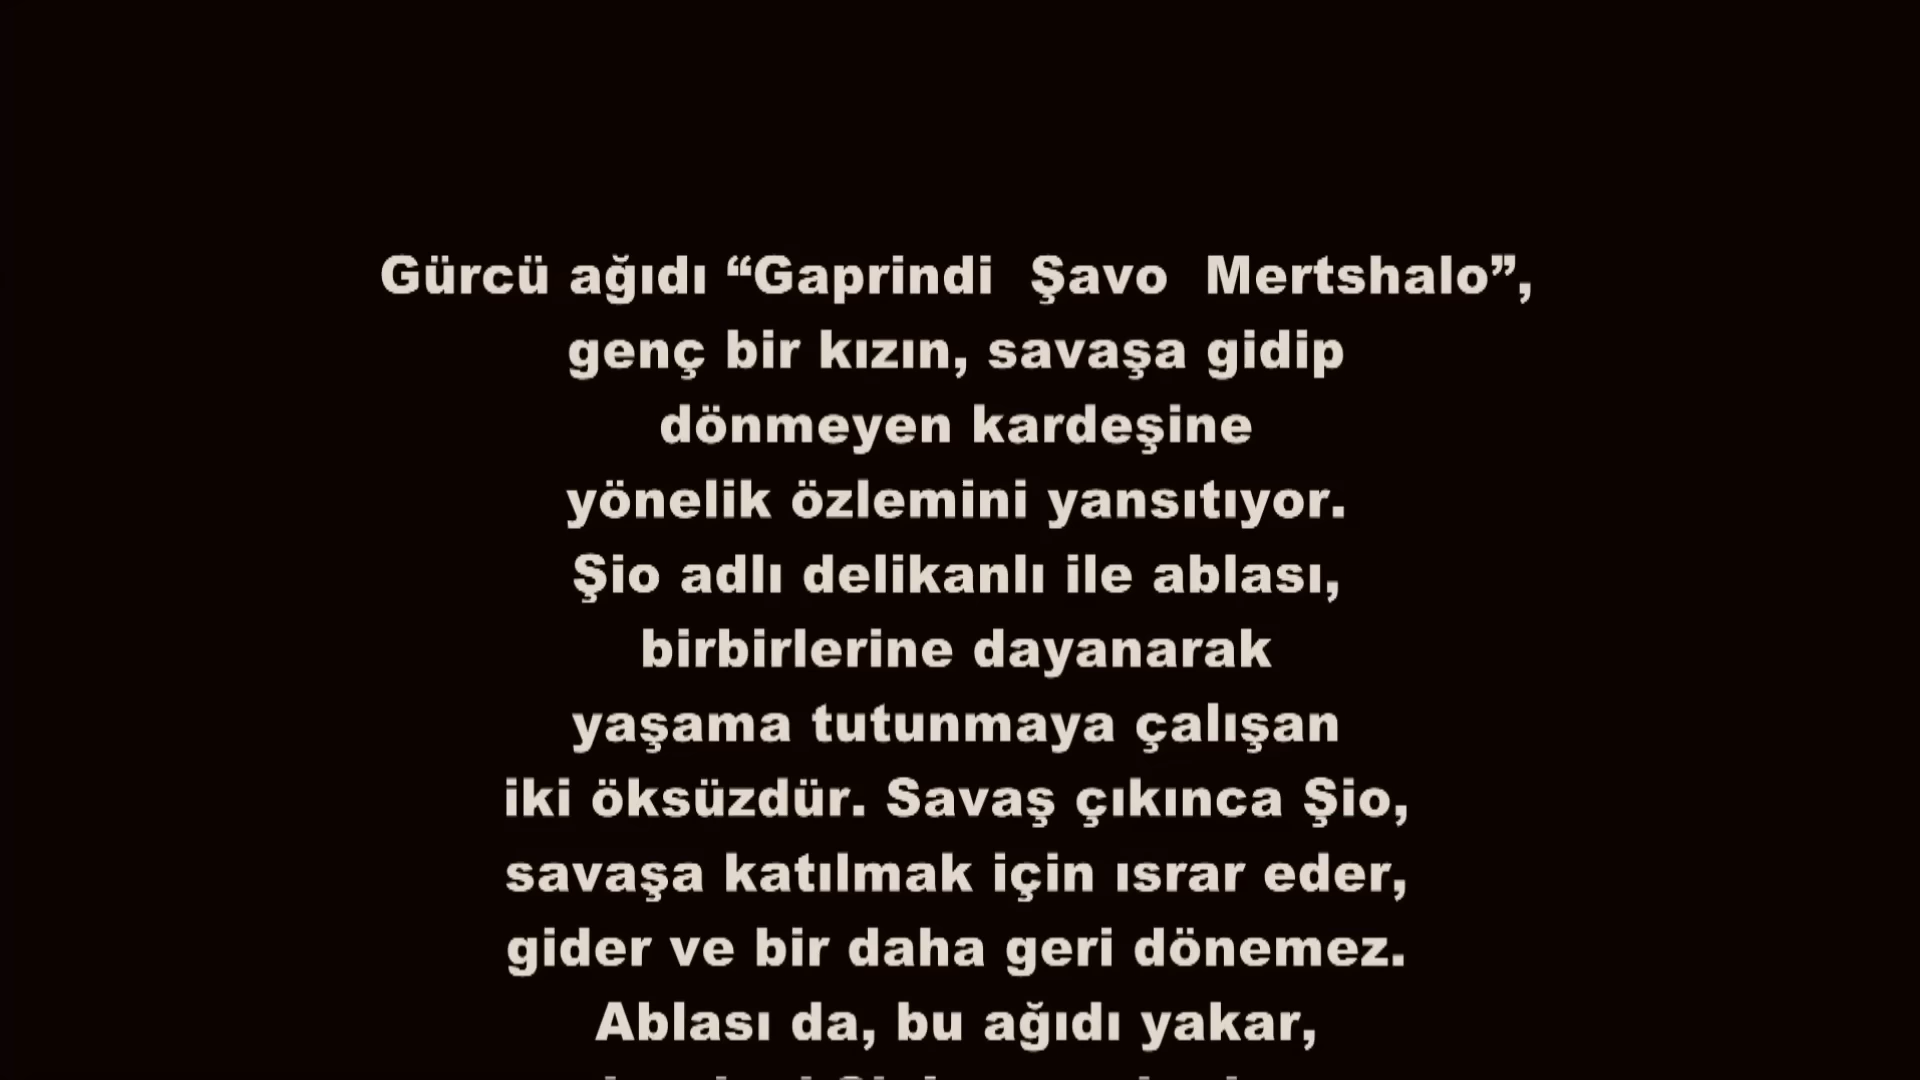 Gürcü ağıdı “Gaprindi Şavo Mertshalo”,
genç bir kızın, savaşa gidip
dönmeyen kardeşine
yönelik özlemini yansıtıyor.
Şio adlı delikanlı ile ablası,
birbirlerine dayanarak
yaşama tutunmaya çalışan
iki öksüzdür. Savaş çıkınca Şio,
savaşa katılmak için ısrar eder,
gider ve bir daha geri dönemez.
Ablası da, bu ağıdı yakar,